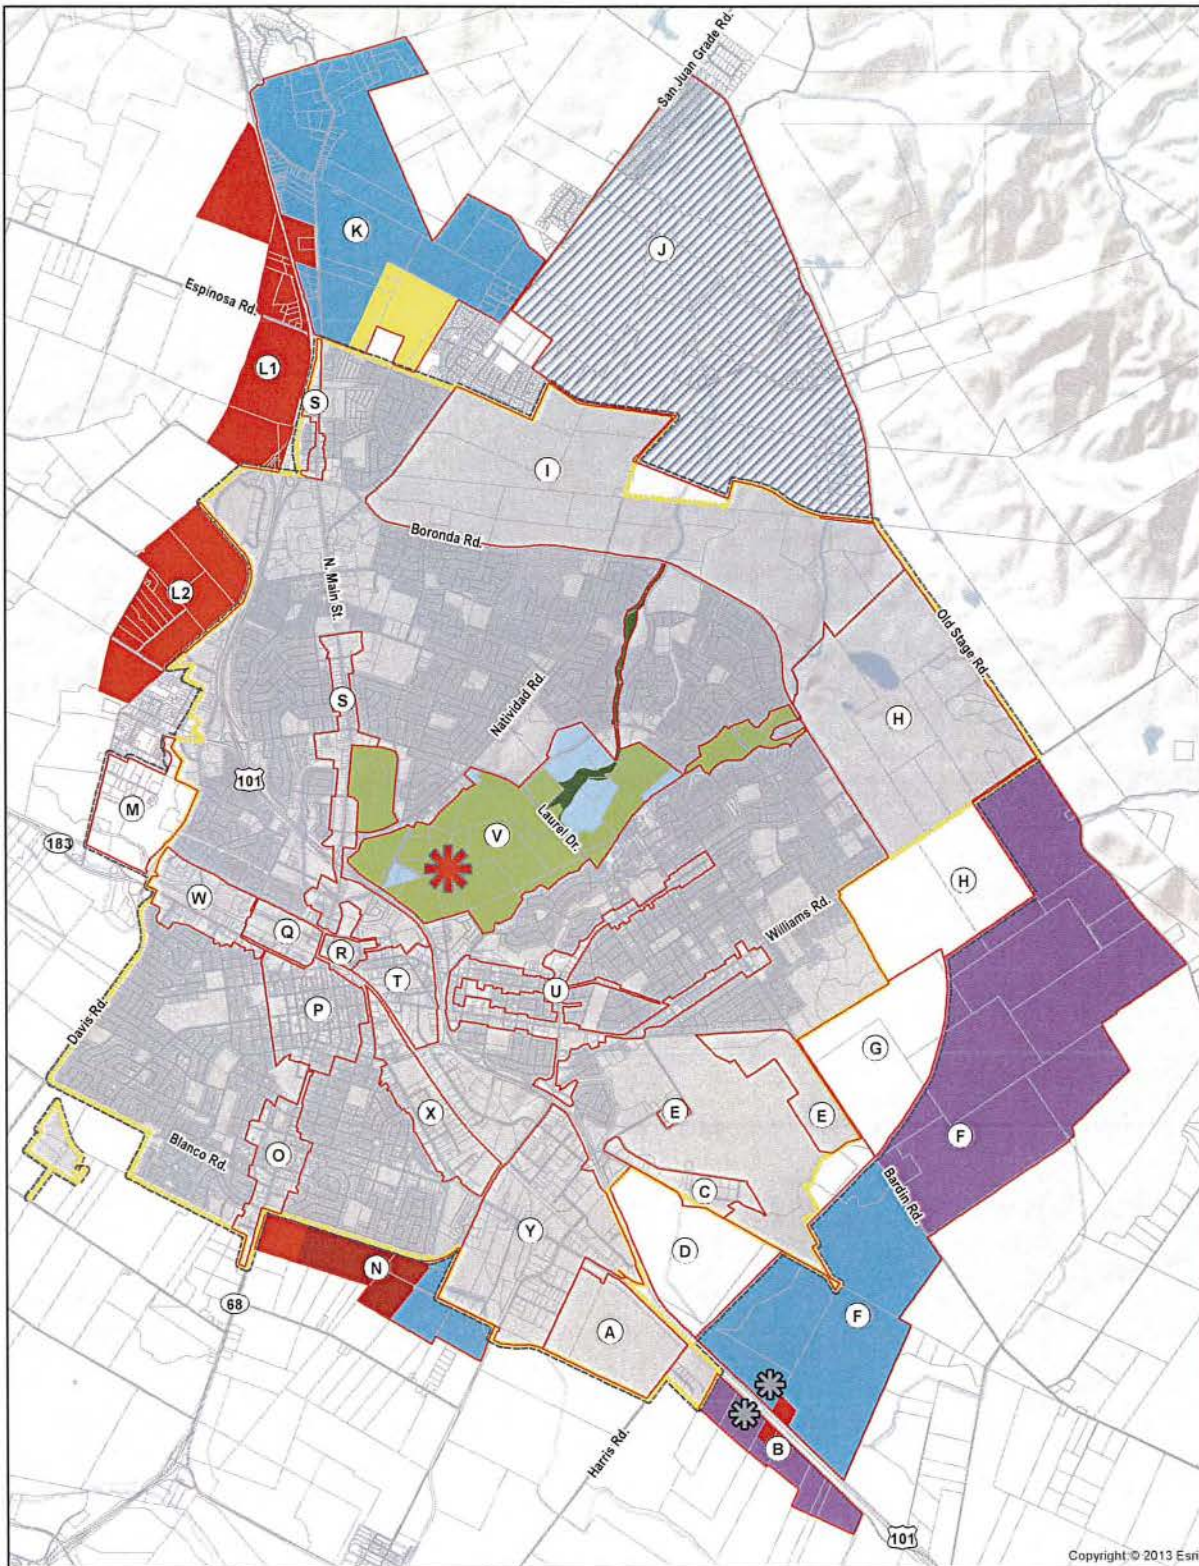 San Juan Grade Rd.
K
J
Espinosa Rd.
L1
S
I
Boronda Rd.
L2
N. Main St.
Old Stage Rd.
Natividad Rd.
S
H
101
M
V
Laurel Dr.
183
H
W
Williams Rd.
Q
R
T
U
P
Davis Rd.
G
E
E
X
F
Blanco Rd.
O
C
Bardin Rd.
Y
D
N
68
F
A
B
Harris Rd.
101
Copyright © 2013 Esri